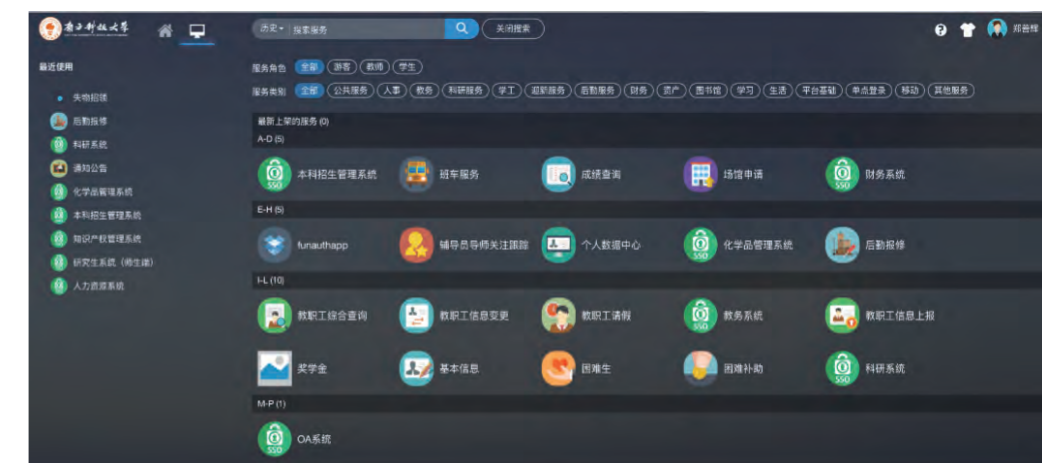 南方科技大学
历史 搜索服务 关闭搜索 郑哲辉
最近使用
失物招领
后勤报修
科研系统
通知公告
化学品管理系统
本科招生管理系统
知识产权管理系统
研究生系统（师生端）
人力资源系统
服务角色 全部 游客 教师 学生
服务类别 全部 公共服务 人事 教务 科研服务 学工 迎新服务 后勤服务 财务 资产 图书馆 学习 生活 平台基础 单点登录 移动 其他服务
最新上架的服务 (0)
A-D (5)
SSO 本科招生管理系统 班车服务 成绩查询 场馆申请 SSO 财务系统
E-H (5)
funauthapp 辅导员导师关注跟踪 个人数据中心 SSO 化学品管理系统 后勤报修
I-L (10)
教职工综合查询 教职工信息变更 教职工请假 SSO 教务系统 教职工信息上报
奖学金 基本信息 困难生 困难补助 SSO 科研系统
M-P (1)
SSO OA系统